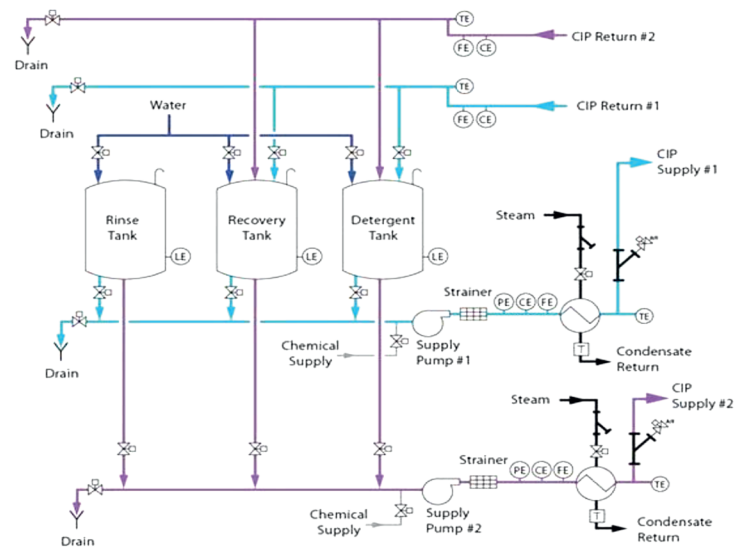 TE
CIP Return #2
FE CE
Drain
TE
CIP Return #1
Water
FE CE
Drain
CIP
Supply #1
Rinse
Tank
Recovery
Tank
Detergent
Tank
Steam
LE
LE
LE
Strainer
PE CE FE
TE
Chemical
Supply
Supply
Pump #1
T
Condensate
Return
Drain
CIP
Supply #2
Steam
Strainer
PE CE FE
TE
Chemical
Supply
Supply
Pump #2
T
Condensate
Return
Drain